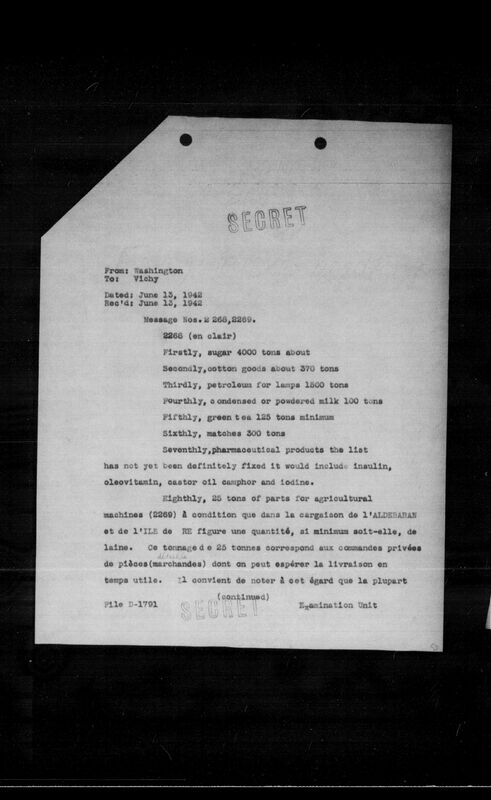 SECRET
From: Washington
To: Vichy
Dated: June 13, 1942
Rec'd: June 13, 1942
Message Nos. 2268,2269.
2268 (en clair)
Firstly, sugar 4000 tons about
Secondly,cotton goods about 370 tons
Thirdly, petroleum for lamps 1500 tons
Fourthly, condensed or powdered milk 100 tons
Fifthly, green tea 125 tons minimum
Sixthly, matches 300 tons
Seventhly,pharmaceutical products the list
has not yet been definitely fixed it would include insulin,
oleovitamin, castor oil camphor and iodine.
Eighthly, 25 tons of parts for agricultural
machines (2269) à condition que dans la cargaison de l'ALDEBARAN
et de l'ILE de RE figure une quantité, si minimum soit-elle, de
laine. Ce tonnage de 25 tonnes correspond aux commandes privées
de pièces(marchandes) dont on peut espérer la livraison en
temps utile. Il convient de noter à cet égard que la plupart
(continued)
File D-1791
SECRET
Examination Unit